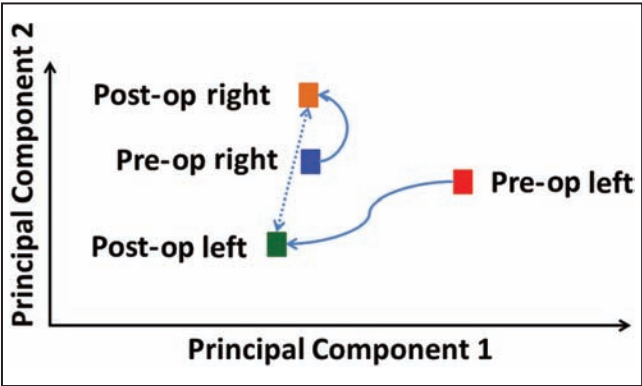 Principal Component 2
Post-op right
Pre-op right
Pre-op left
Post-op left
Principal Component 1